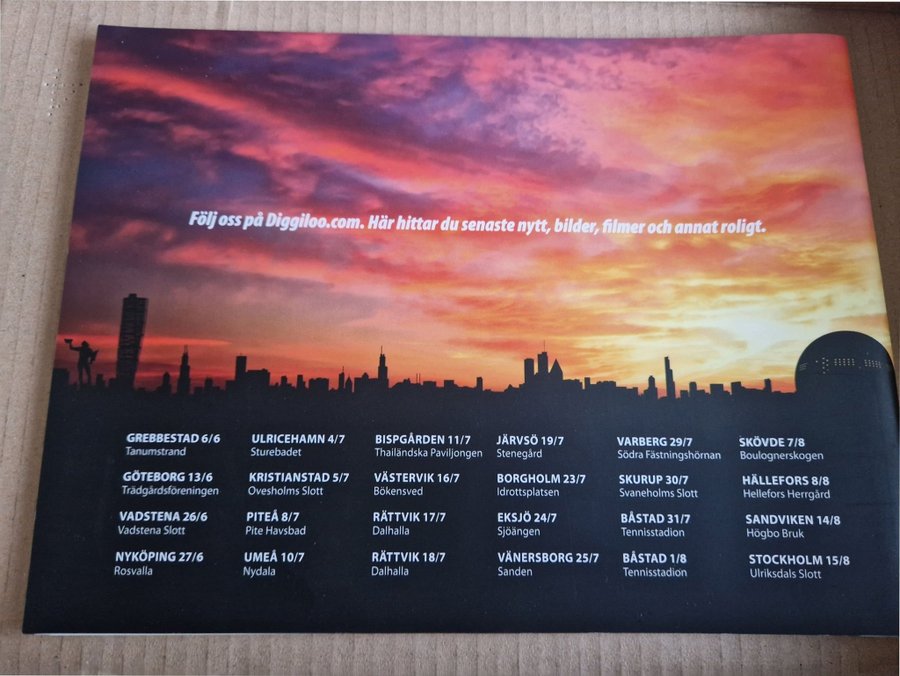 Följ oss på Diggiloo.com. Här hittar du senaste nytt, bilder, filmer och annat roligt.
GREBBESTAD 6/6
Tanumstrand
GÖTEBORG 13/6
Trädgårdsföreningen
VADSTENA 26/6
Vadstena Slott
NYKÖPING 27/6
Rosvalla
ULRICEHAMN 4/7
Sturebadet
KRISTIANSTAD 5/7
Ovesholms Slott
PITEÅ 8/7
Pite Havsbad
UMEÅ 10/7
Nydala
BISPGÅRDEN 11/7
Thailändska Paviljongen
VÄSTERVIK 16/7
Bökensved
RÄTTVIK 17/7
Dalhalla
RÄTTVIK 18/7
Dalhalla
JÄRVSÖ 19/7
Stenegård
BORGHOLM 23/7
Idrottsplatsen
EKSJÖ 24/7
Sjöängen
VÄNERSBORG 25/7
Sanden
VARBERG 29/7
Södra Fästningshörnan
SKURUP 30/7
Svaneholms Slott
BÅSTAD 31/7
Tennisstadion
BÅSTAD 1/8
Tennisstadion
SKÖVDE 7/8
Boulognerskogen
HÄLLEFORS 8/8
Hellefors Herrgård
SANDVIKEN 14/8
Högbo Bruk
STOCKHOLM 15/8
Ulriksdals Slott